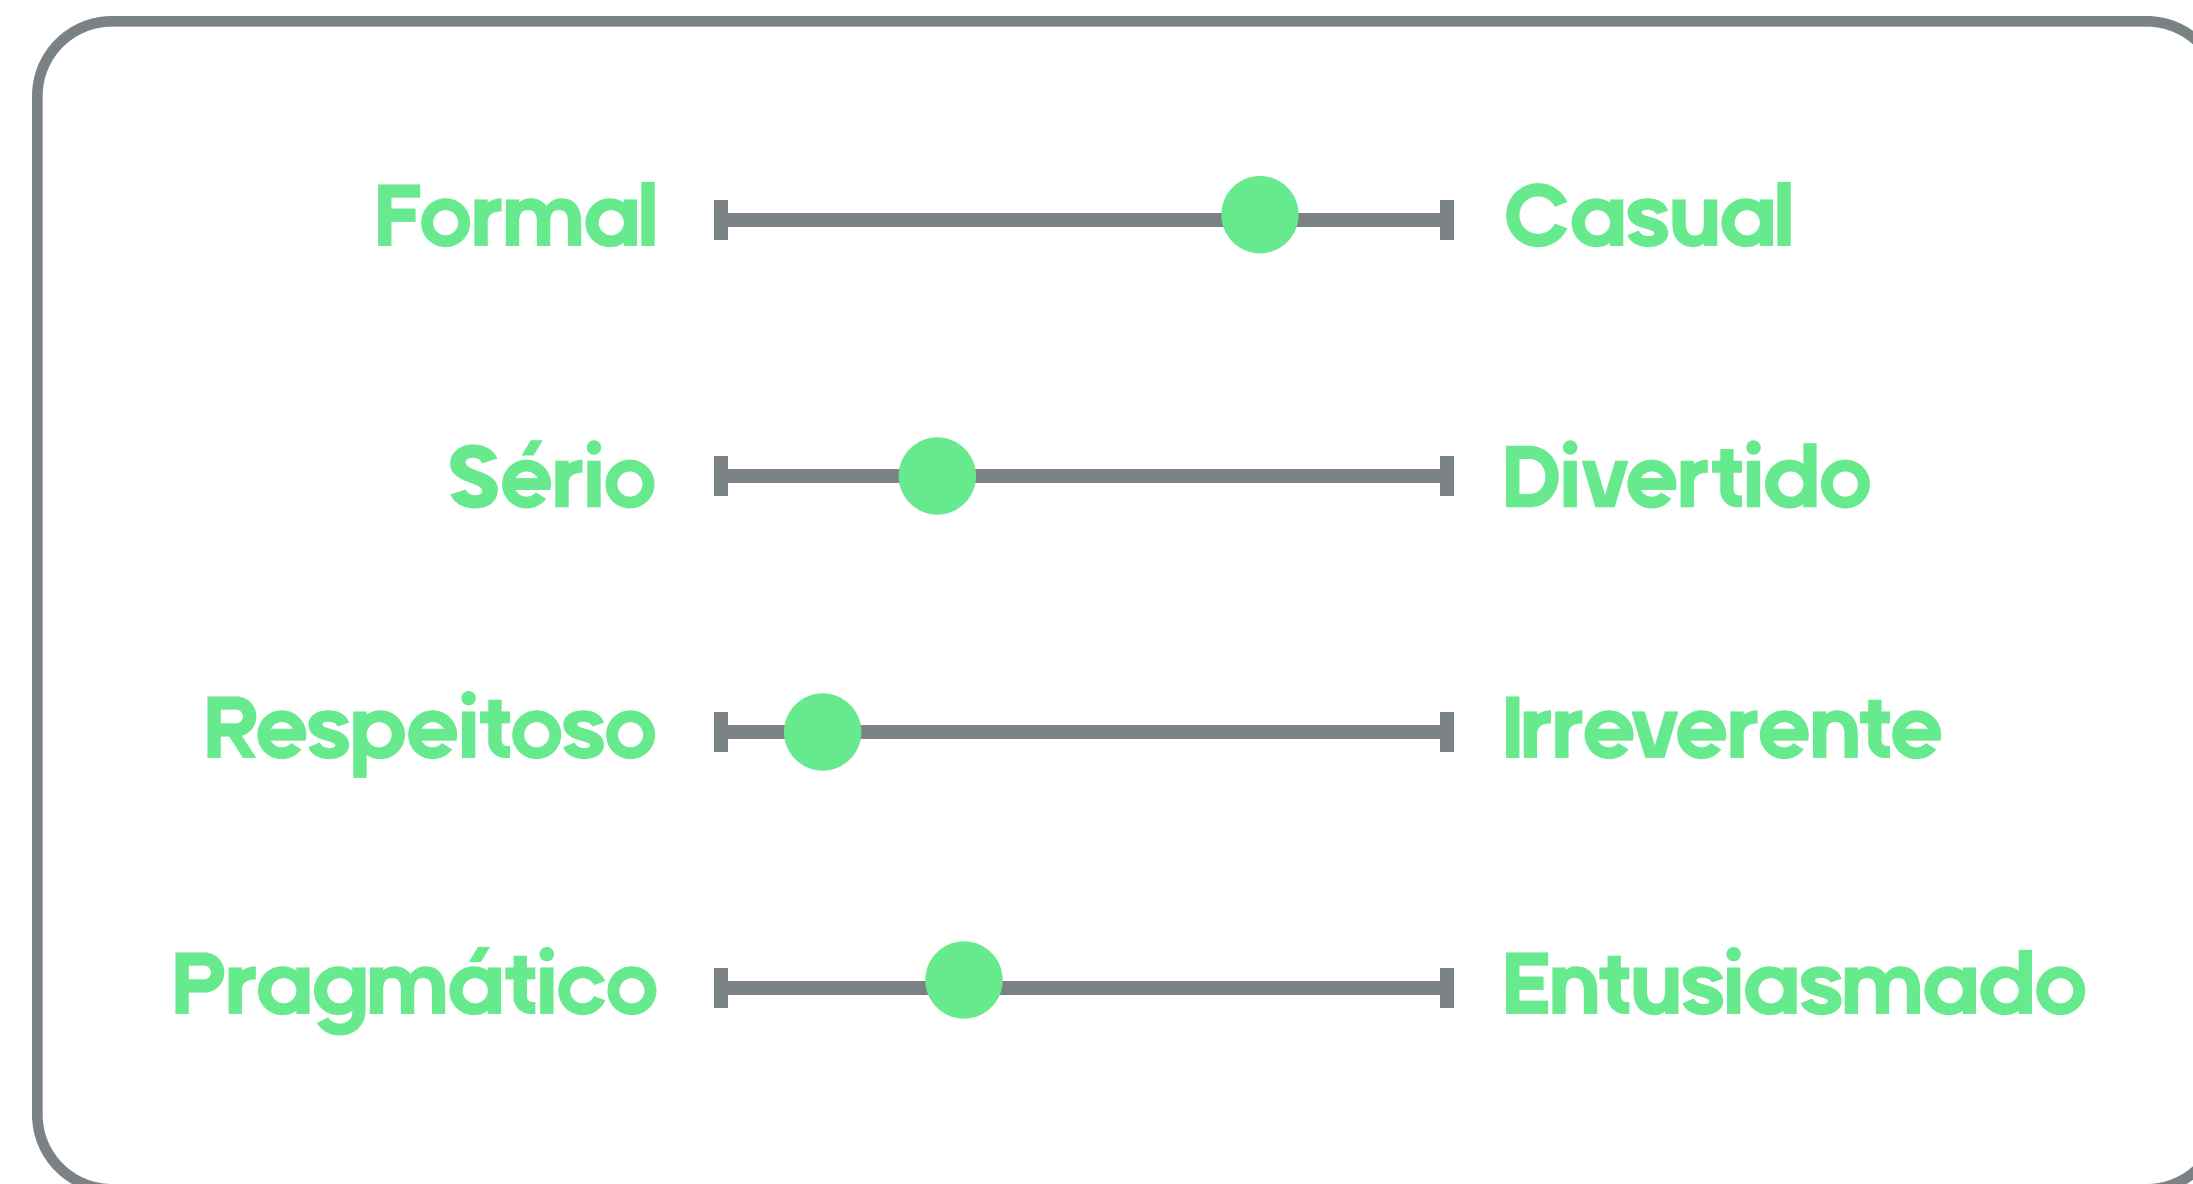 Formal Casual
Sério Divertido
Respeitoso Irreverente
Pragmático Entusiasmado